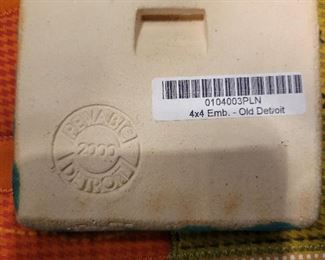 0104003PLN
4x4 Emb. - Old Detroit
PEWABIC
2000
DETROIT